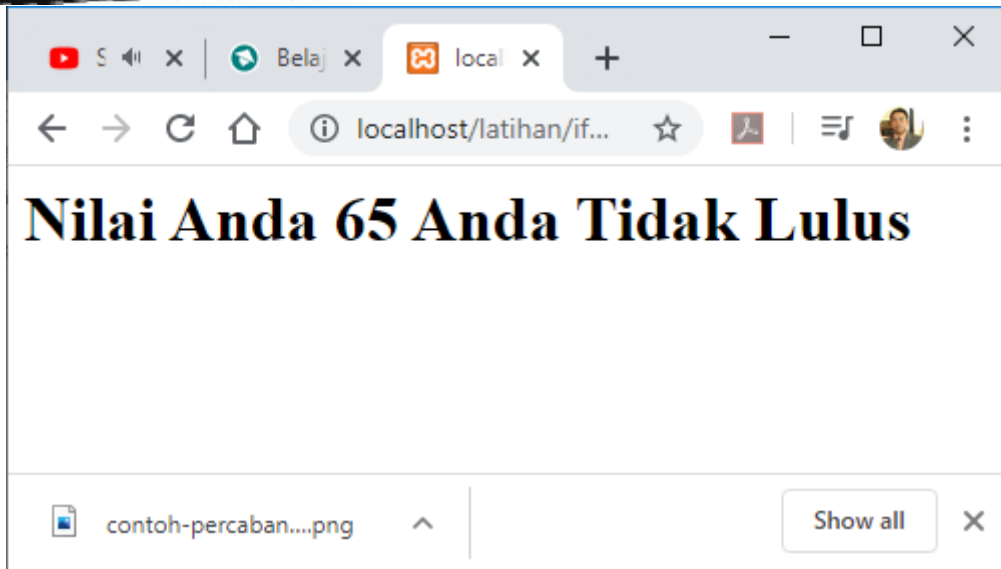 S
Belaj
local
localhost/latihan/if...
Nilai Anda 65 Anda Tidak Lulus
contoh-percaban....png
Show all